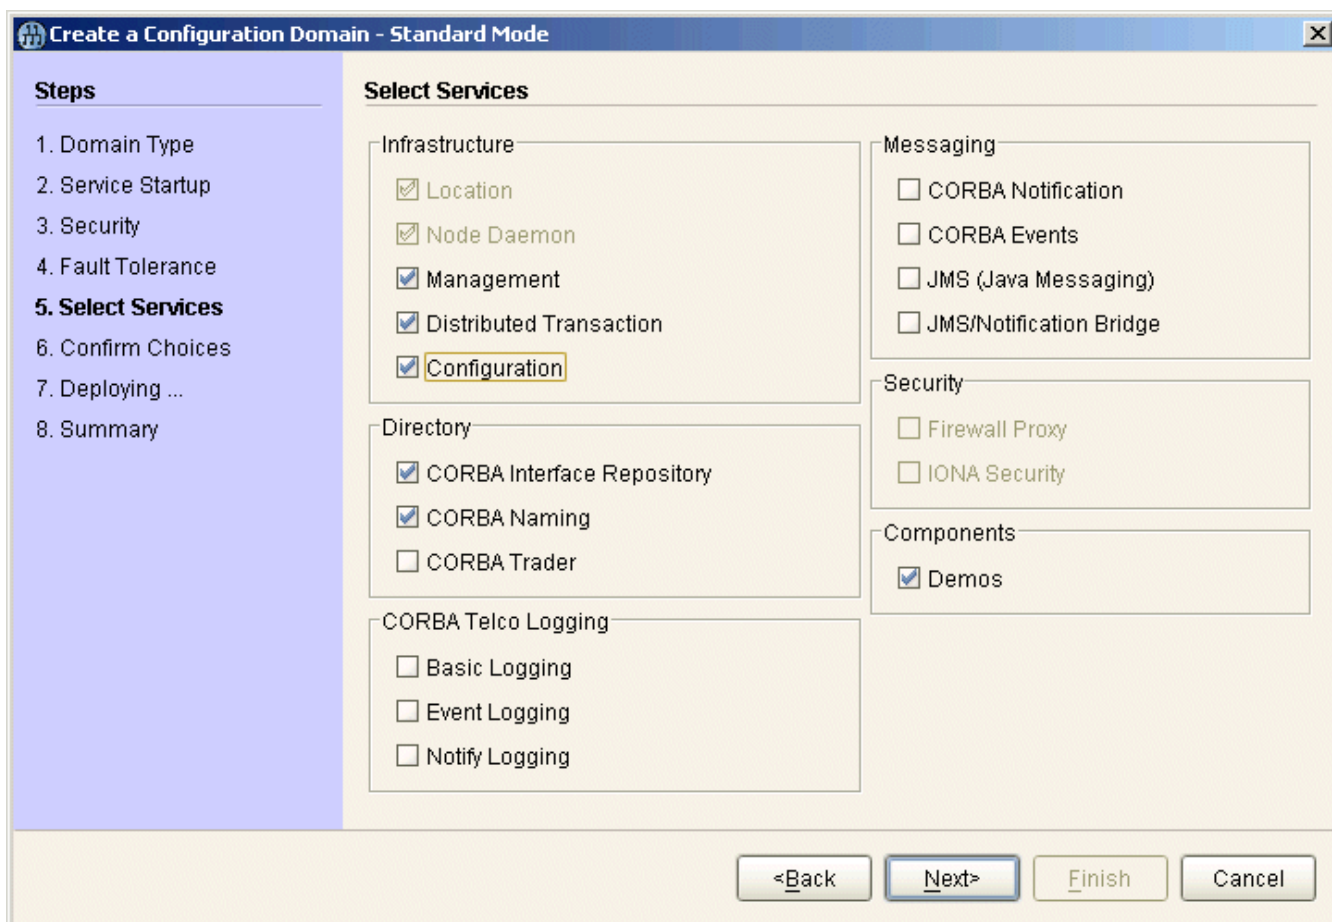 Create a Configuration Domain - Standard Mode
Steps
1. Domain Type
2. Service Startup
3. Security
4. Fault Tolerance
5. Select Services
6. Confirm Choices
7. Deploying ...
8. Summary
Select Services
Infrastructure
Location
Node Daemon
Management
Distributed Transaction
Configuration
Directory
CORBA Interface Repository
CORBA Naming
CORBA Trader
CORBA Telco Logging
Basic Logging
Event Logging
Notify Logging
Messaging
CORBA Notification
CORBA Events
JMS (Java Messaging)
JMS/Notification Bridge
Security
Firewall Proxy
IONA Security
Components
Demos
<Back
Next>
Finish
Cancel